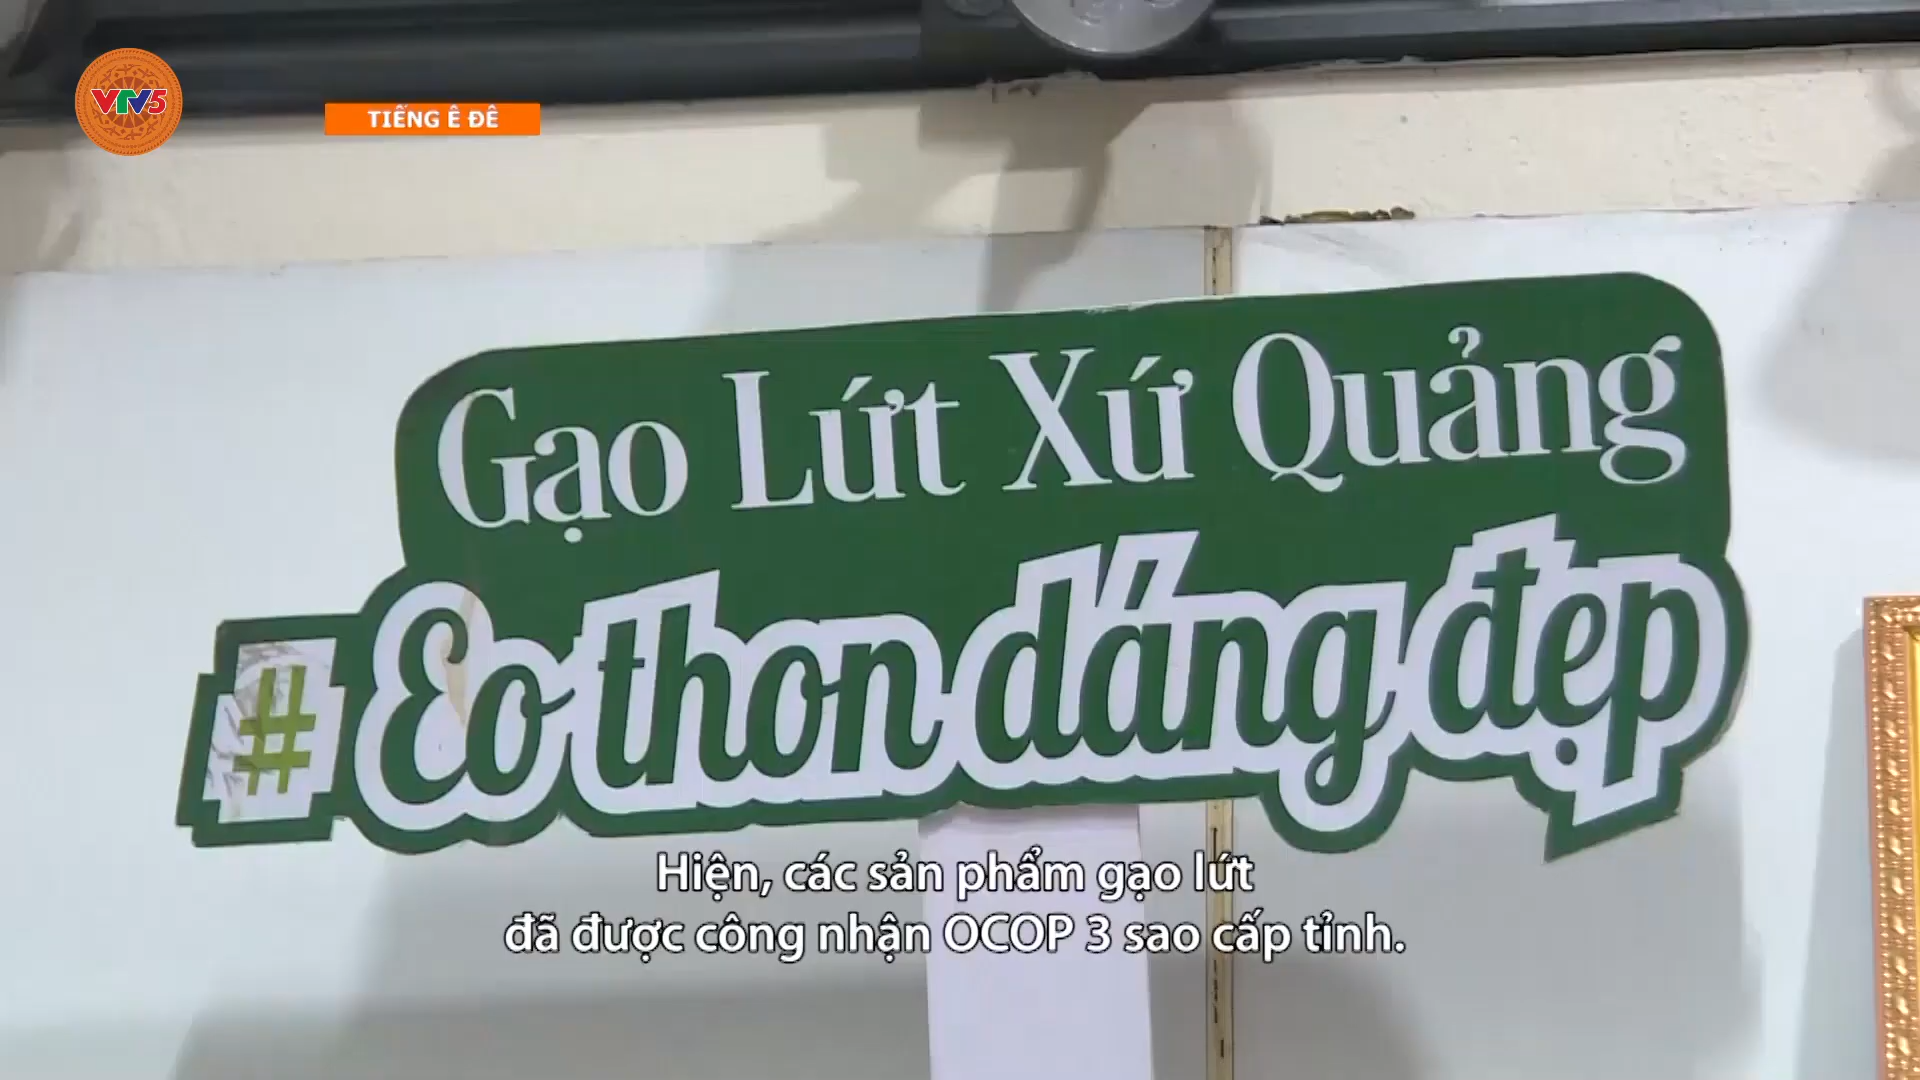 VTV5
TIẾNG Ê ĐÊ
Gạo Lứt Xứ Quảng
# Eo thon dáng đẹp
Hiện, các sản phẩm gạo lứt
đã được công nhận OCOP 3 sao cấp tỉnh.